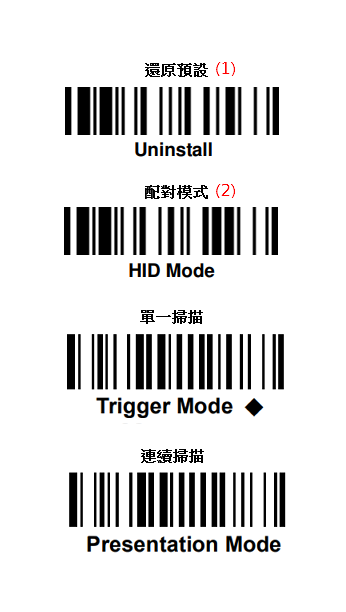 還原預設 (1)
Uninstall
配對模式 (2)
HID Mode
單一掃描
Trigger Mode ◆
連續掃描
Presentation Mode